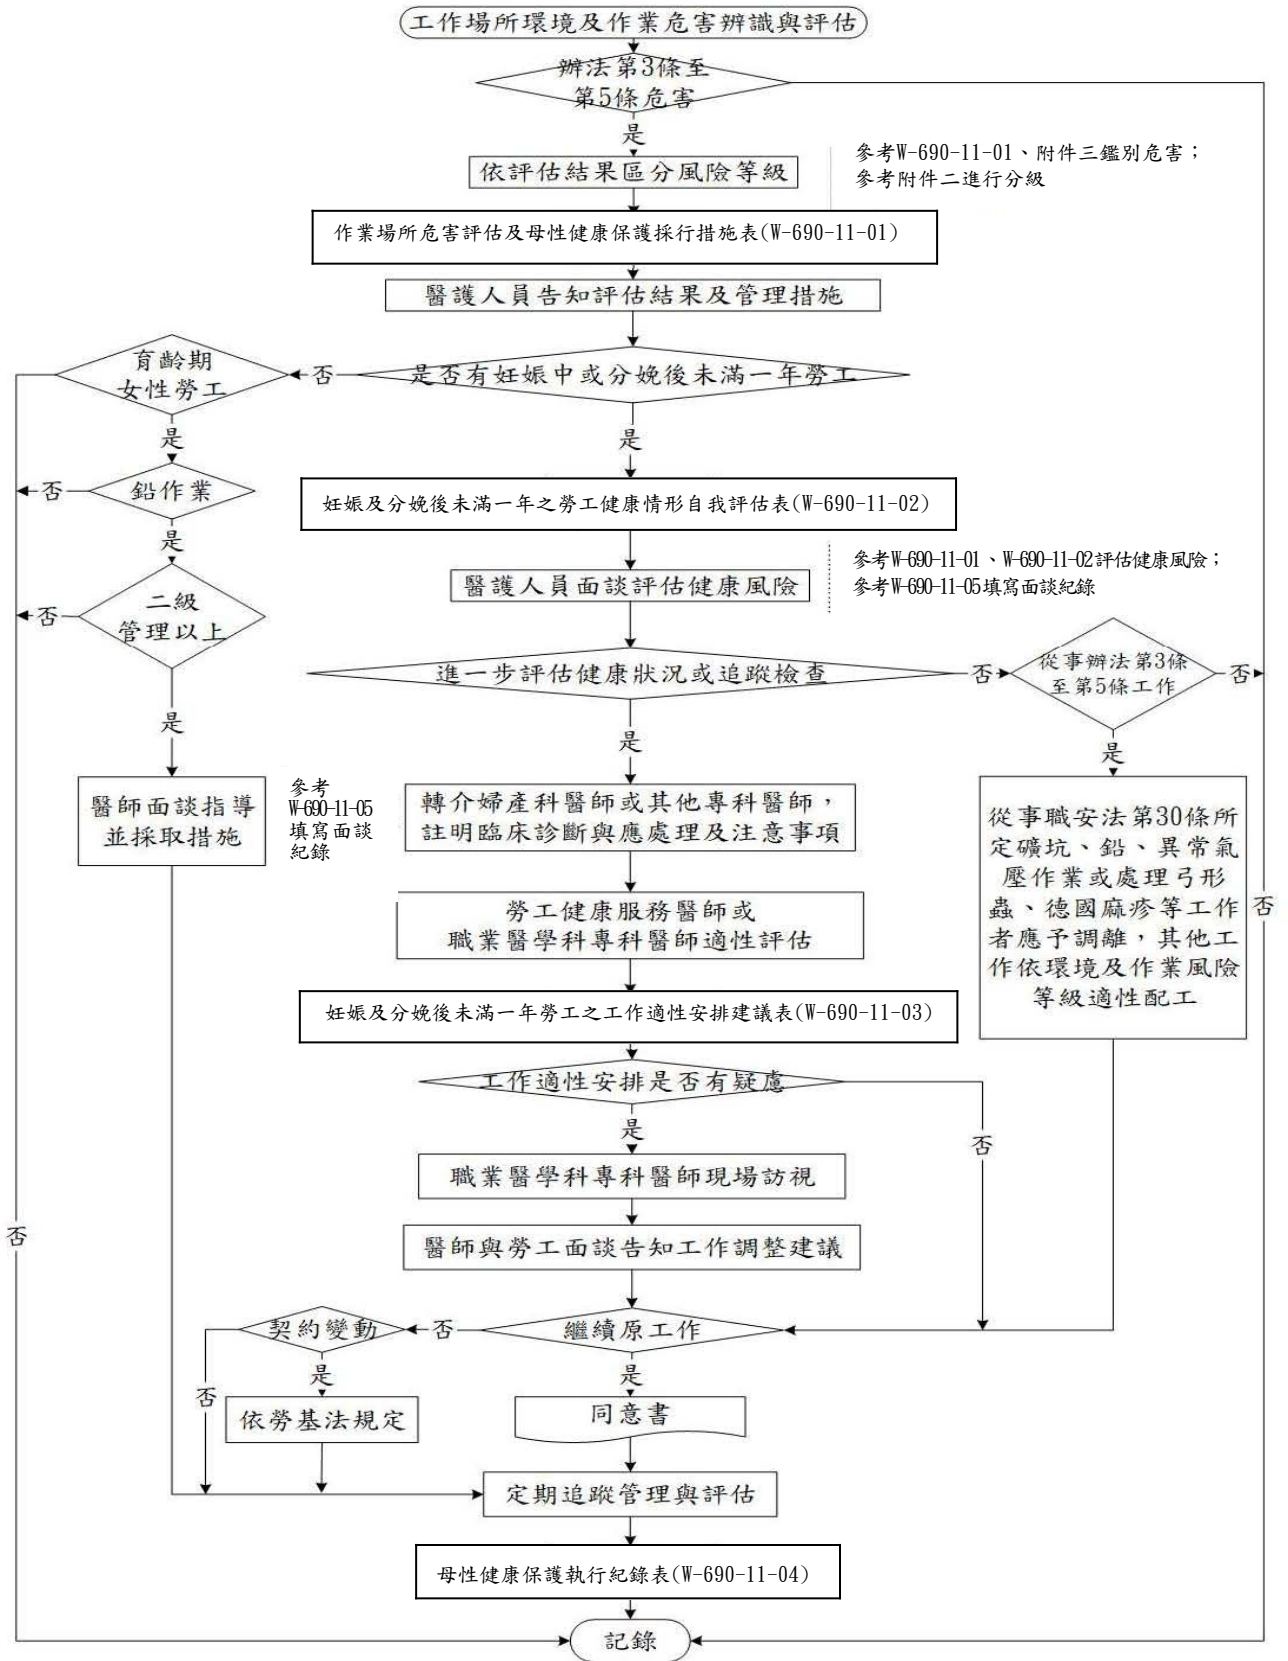 工作場所環境及作業危害辨識與評估
辦法第3條至
第5條危害
是
依評估結果區分風險等級
參考W-690-11-01、附件三鑑別危害；
參考附件二進行分級
作業場所危害評估及母性健康保護採行措施表(W-690-11-01)
醫護人員告知評估結果及管理措施
育齡期
女性勞工
否
是否有妊娠中或分娩後未滿一年勞工
是
是
否
鉛作業
妊娠及分娩後未滿一年之勞工健康情形自我評估表(W-690-11-02)
是
參考W-690-11-01、W-690-11-02評估健康風險；
參考W-690-11-05填寫面談紀錄
醫護人員面談評估健康風險
否
二級
管理以上
進一步評估健康狀況或追蹤檢查
否
從事辦法第3條
至第5條工作
否
是
是
是
醫師面談指導
並採取措施
參考
W-690-11-05
填寫面談
紀錄
轉介婦產科醫師或其他專科醫師，
註明臨床診斷與應處理及注意事項
從事職安法第30條所
定礦坑、鉛、異常氣
壓作業或處理弓形
蟲、德國麻疹等工作
者應予調離，其他工
作依環境及作業風險
等級適性配工
否
勞工健康服務醫師或
職業醫學科專科醫師適性評估
妊娠及分娩後未滿一年勞工之工作適性安排建議表(W-690-11-03)
工作適性安排是否有疑慮
是
否
職業醫學科專科醫師現場訪視
否
醫師與勞工面談告知工作調整建議
契約變動
否
繼續原工作
是
是
否
依勞基法規定
同意書
定期追蹤管理與評估
母性健康保護執行紀錄表(W-690-11-04)
記錄